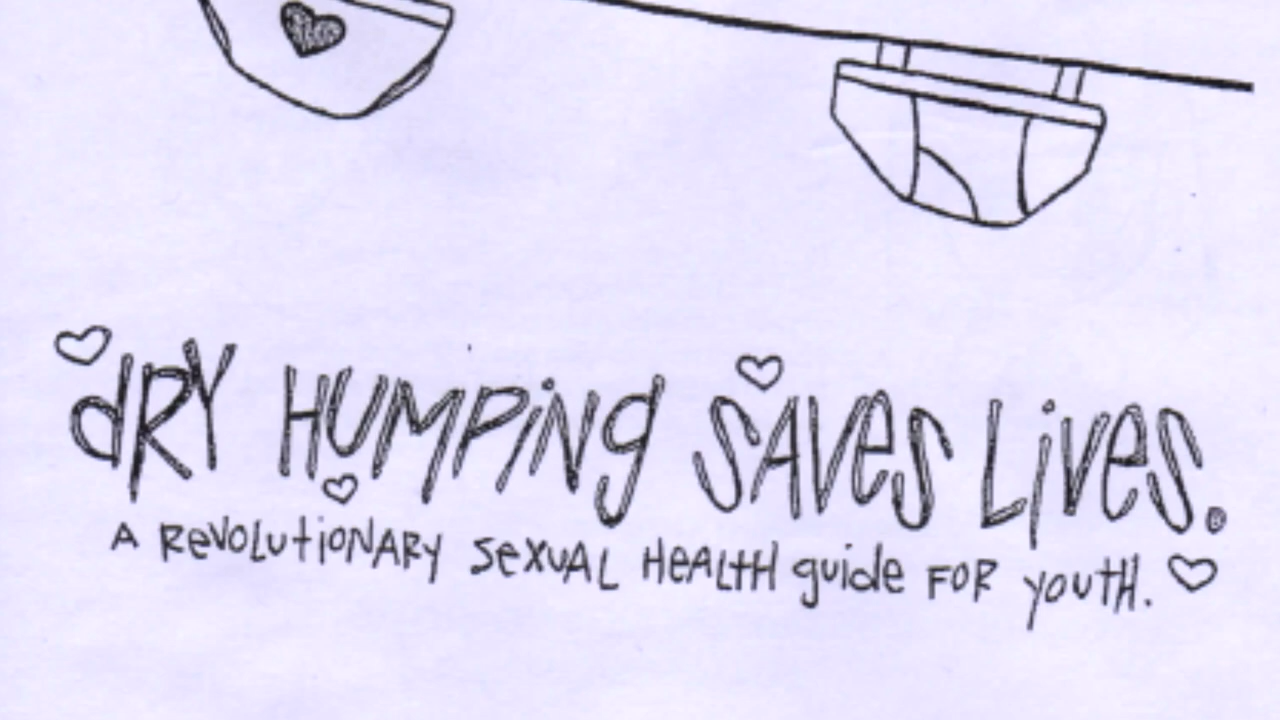 dRY HUMPiNg SAVes Lives.
A ReVOLutiONARY SeXUAL HeALtH guide FOR youtH.